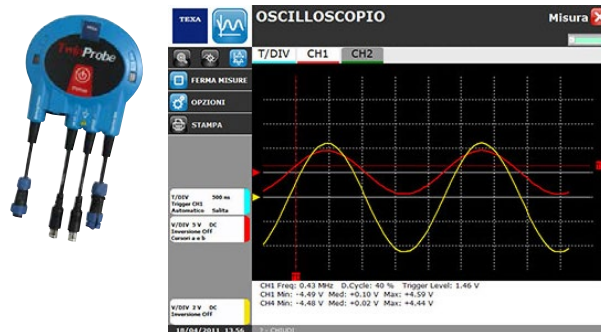 TwinProbe
TEXA
OSCILLOSCOPIO
Misura
T/DIV CH1 CH2
FERMA MISURE
OPZIONI
STAMPA
T/DIV 500 ns
Trigger CH1
Automatico Salita
V/DIV 5 V DC
Inversione Off
Cursori a e b
V/DIV 2 V DC
Inversione Off
CH1 Freq: 0.43 MHz D.Cycle: 40 % Trigger Level: 1.46 V
CH1 Min: -4.49 V Med: +0.10 V Max: +4.59 V
CH4 Min: -4.48 V Med: +0.02 V Max: +4.44 V
18/04/2011 13.56